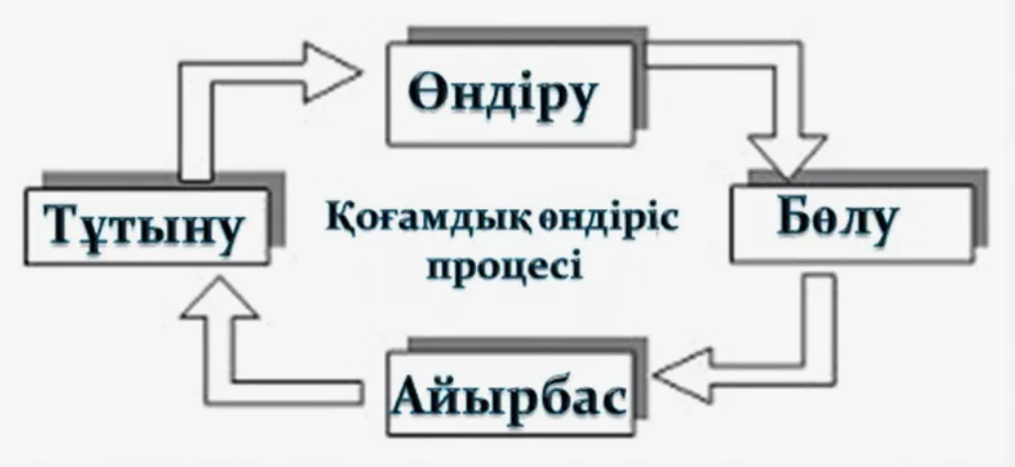 Өндіру
Тұтыну
Қоғамдық өндіріс
процесі
Бөлу
Айырбас